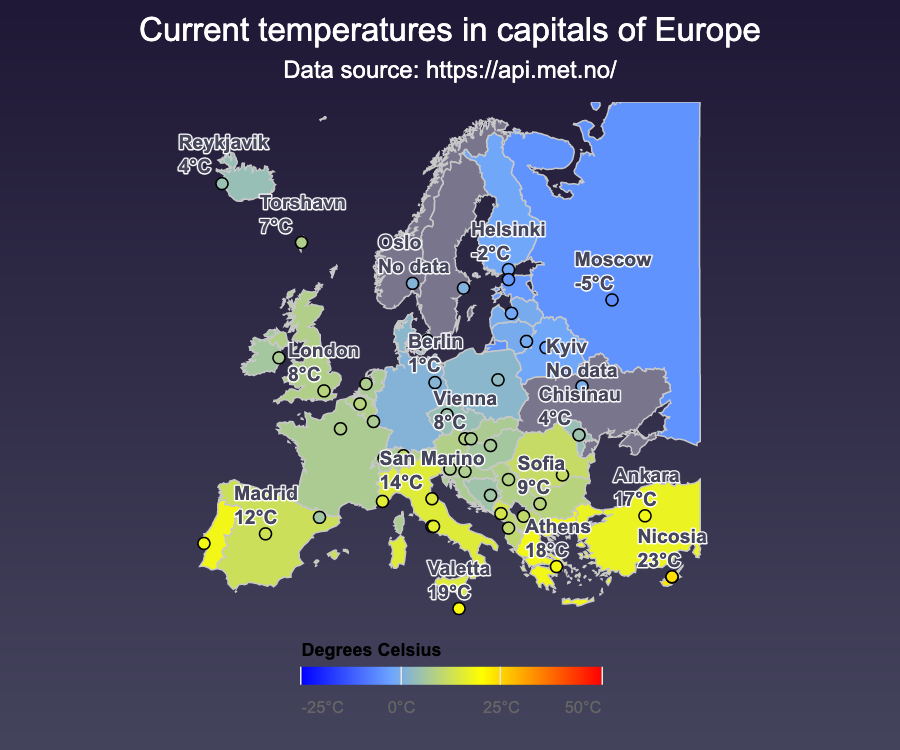 Current temperatures in capitals of Europe
Data source: https://api.met.no/
Reykjavik
4°C
Torshavn
7°C
Oslo
No data
Helsinki
-2°C
Moscow
-5°C
London
8°C
Berlin
1°C
Kyiv
No data
Vienna
8°C
Chisinau
4°C
San Marino
14°C
Sofia
9°C
Ankara
17°C
Madrid
12°C
Athens
18°C
Nicosia
23°C
Valetta
19°C
Degrees Celsius
-25°C 0°C 25°C 50°C